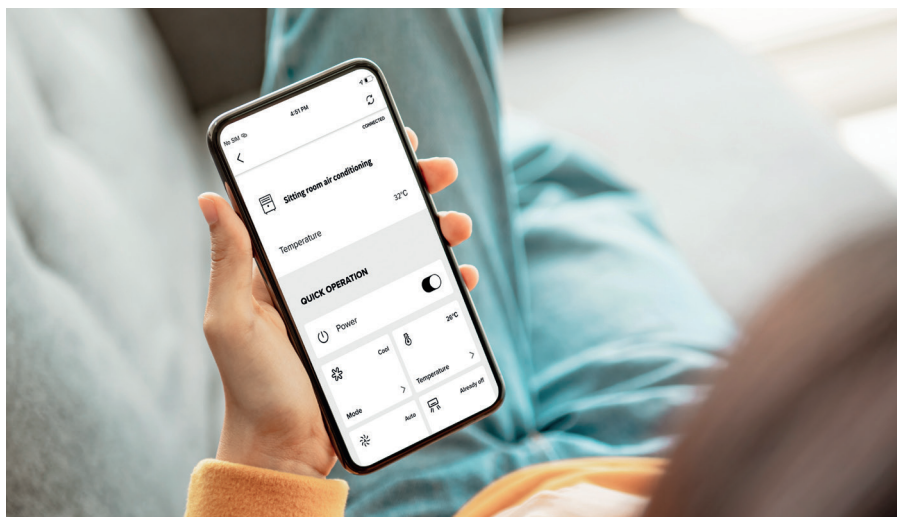 No SIM
4:51 PM
CONNECTED
Sitting room air conditioning
Temperature
32°C
QUICK OPERATION
Power
Cool
Mode
26°C
Temperature
Auto
Already off